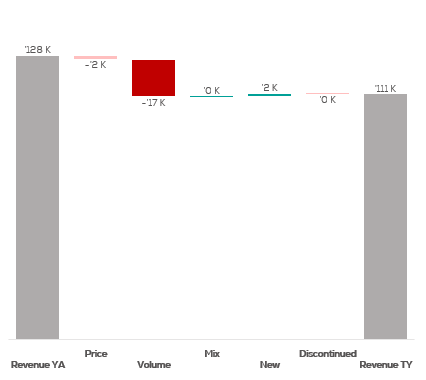 '128 K
-'2 K
-'17 K
'0 K
'2 K
'0 K
'111 K
Revenue YA
Price
Volume
Mix
New
Discontinued
Revenue TY